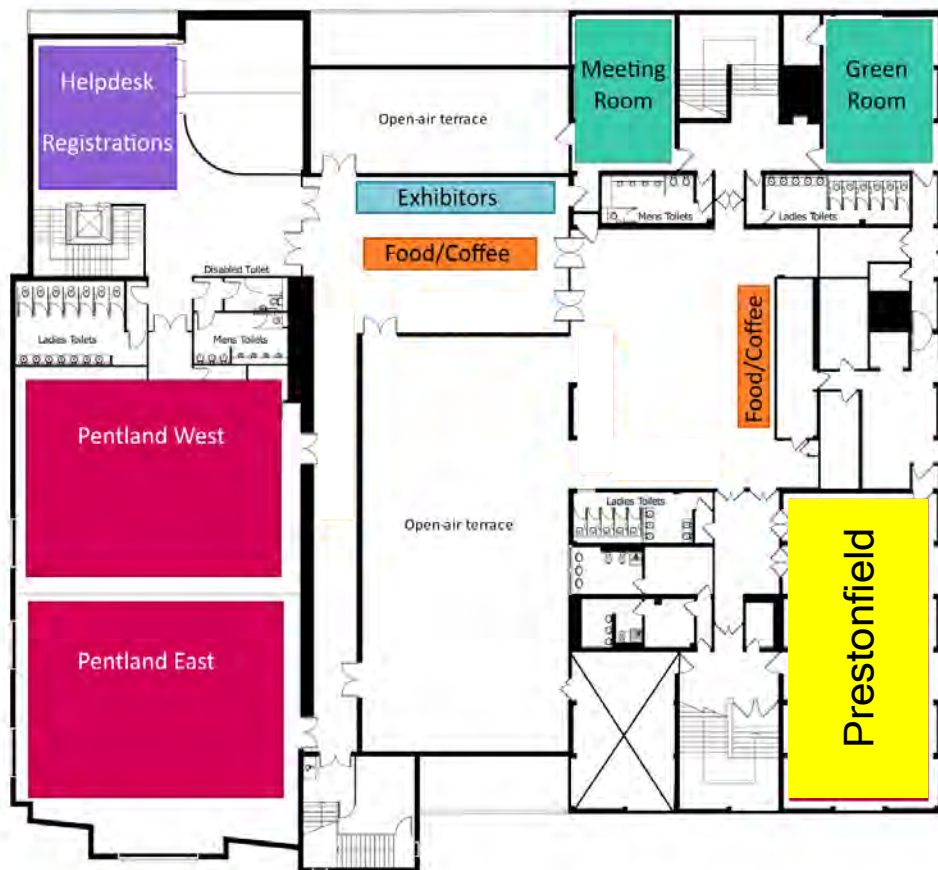 Helpdesk
Registrations
Open-air terrace
Meeting
Room
Green
Room
Exhibitors
Mens Toilets
Ladies Toilets
Food/Coffee
Disabled Toilet
Ladies Toilets
Mens Toilets
Food/Coffee
Pentland West
Open-air terrace
Ladies Toilets
Prestonfield
Pentland East